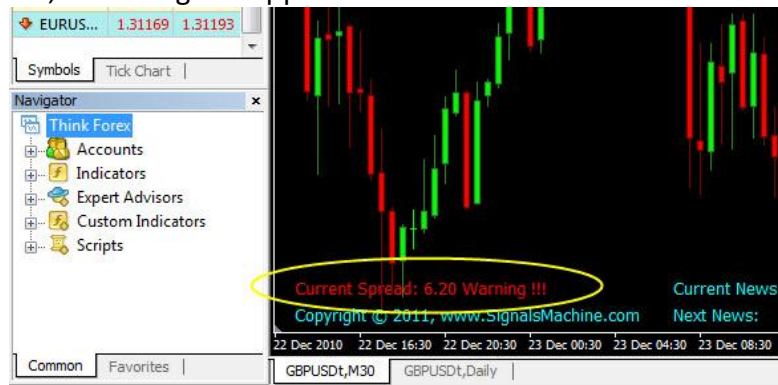 EURUS... 1.31169 1.31193
Symbols Tick Chart
Navigator x
Think Forex
Accounts
Indicators
Expert Advisors
Custom Indicators
Scripts
Common Favorites
Current Spread: 6.20 Warning !!!
Current News
Copyright © 2011, www.SignalsMachine.com
Next News:
22 Dec 2010 22 Dec 16:30 22 Dec 20:30 23 Dec 00:30 23 Dec 04:30 23 Dec 08:30
GBPUSDt,M30 GBPUSDt,Daily